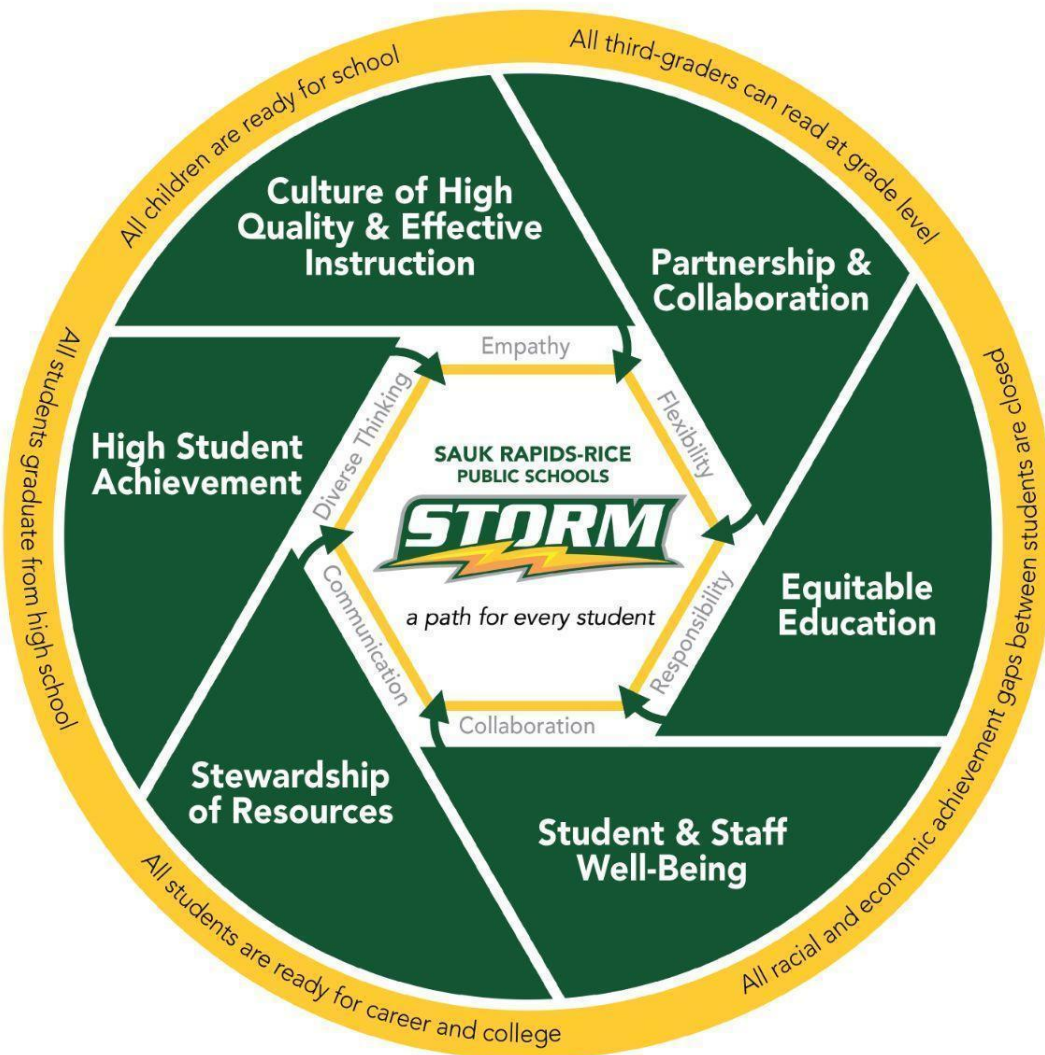 All children are ready for school
All third-graders can read at grade level
All racial and economic achievement gaps between students are closed
All students are ready for career and college
All students graduate from high school
Culture of High
Quality & Effective
Instruction
Partnership &
Collaboration
Equitable
Education
Student & Staff
Well-Being
Stewardship
of Resources
High Student
Achievement
Empathy
Flexibility
Responsibility
Collaboration
Communication
Diverse Thinking
SAUK RAPIDS-RICE
PUBLIC SCHOOLS
STORM
a path for every student